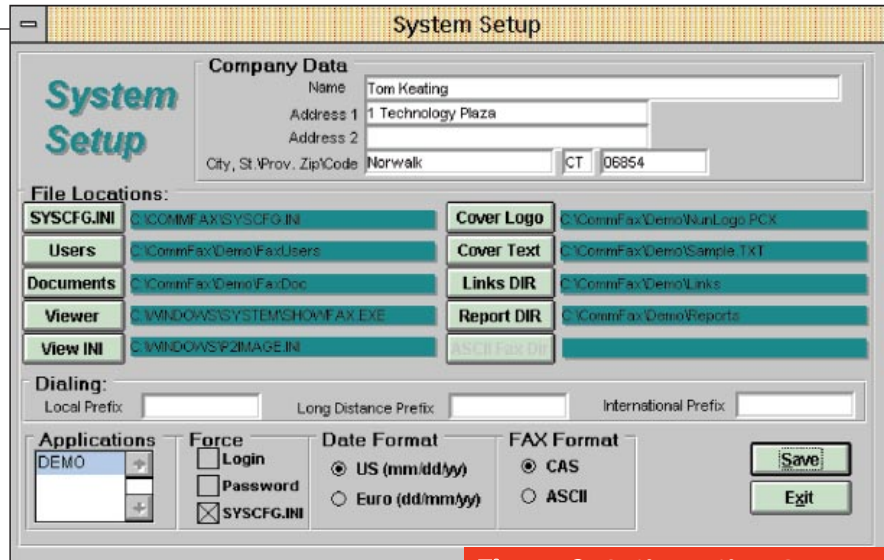 System Setup
System
Setup
Company Data
Name Tom Keating
Address 1 1 Technology Plaza
Address 2
City, St.\Prov. Zip\Code Norwalk CT 06854
File Locations:
SYSCFG.INI C:\COMMFAX\SYSCFG.INI Cover Logo C:\CommFax\Demo\NunLogo.PCX
Users C:\CommFax\Demo\FaxUsers Cover Text C:\CommFax\Demo\Sample.TXT
Documents C:\CommFax\Demo\FaxDoc Links DIR C:\CommFax\Demo\Links
Viewer C:\WINDOWS\SYSTEM\SHOWFAX.EXE Report DIR C:\CommFax\Demo\Reports
View INI C:\WINDOWS\P2IMAGE.INI ASCII Fax Dir
Dialing:
Local Prefix Long Distance Prefix International Prefix
Applications Force Date Format FAX Format
DEMO Login US (mm/dd/yy) CAS Save
Password Euro (dd/mm/yy) ASCII Exit
SYSCFG.INI